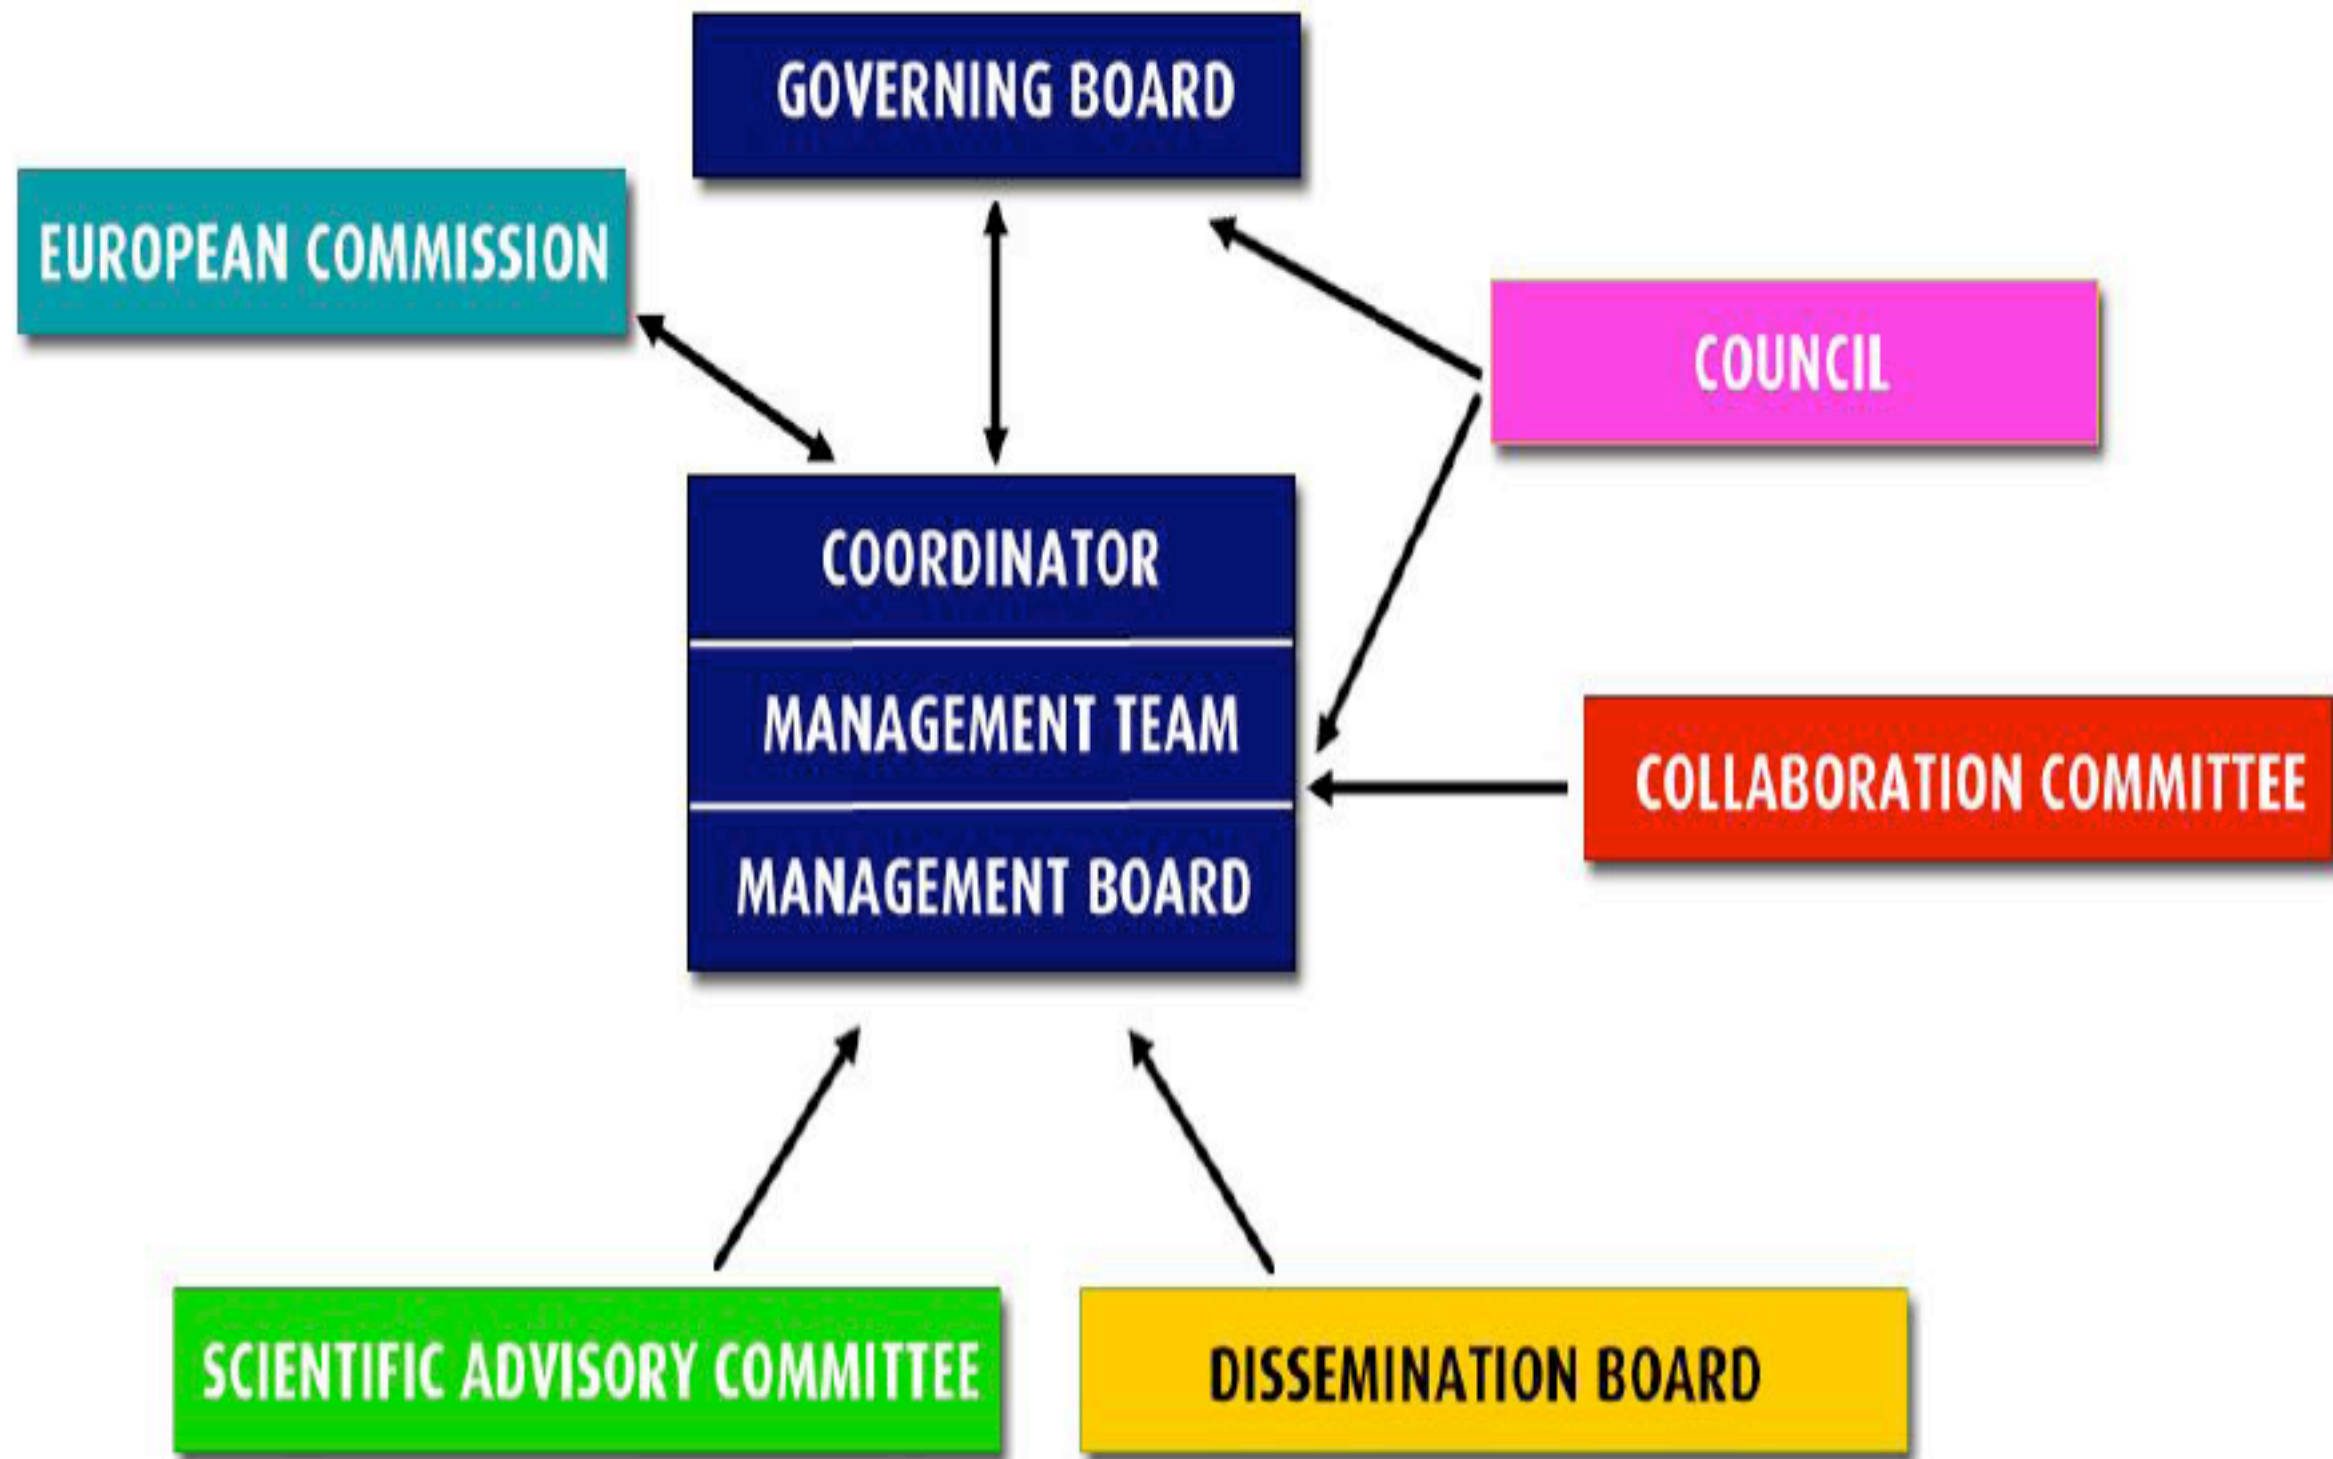 GOVERNING BOARD
EUROPEAN COMMISSION
COUNCIL
COORDINATOR
MANAGEMENT TEAM
COLLABORATION COMMITTEE
MANAGEMENT BOARD
SCIENTIFIC ADVISORY COMMITTEE
DISSEMINATION BOARD